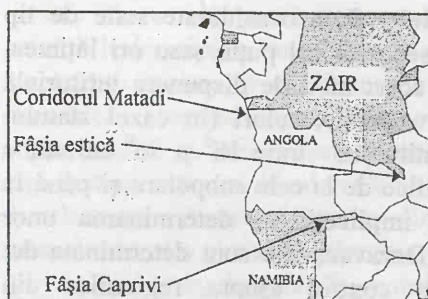 ZAIR
Coridorul Matadi
ANGOLA
Fâșia estică
Fâșia Caprivi
NAMIBIA